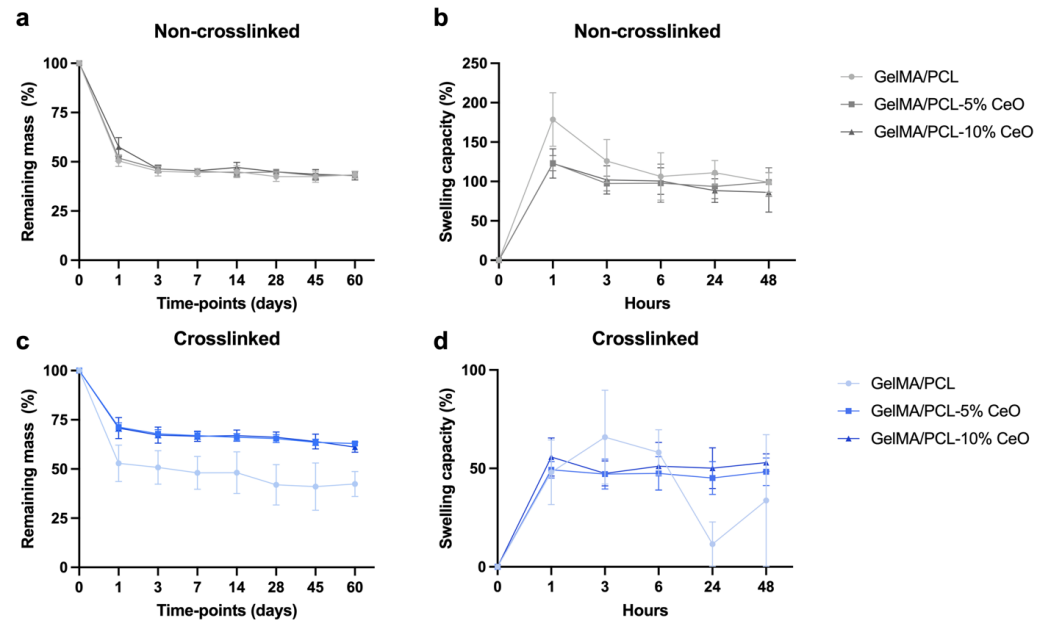 a
Non-crosslinked
Remaining mass (%)
100
75
50
25
0
0 1 3 7 14 28 45 60
Time-points (days)
b
Non-crosslinked
Swelling capacity (%)
250
200
150
100
50
0
0 1 3 6 24 48
Hours
GelMA/PCL
GelMA/PCL-5% CeO
GelMA/PCL-10% CeO
c
Crosslinked
Remaining mass (%)
100
75
50
25
0
0 1 3 7 14 28 45 60
Time-points (days)
d
Crosslinked
Swelling capacity (%)
100
50
0
0 1 3 6 24 48
Hours
GelMA/PCL
GelMA/PCL-5% CeO
GelMA/PCL-10% CeO